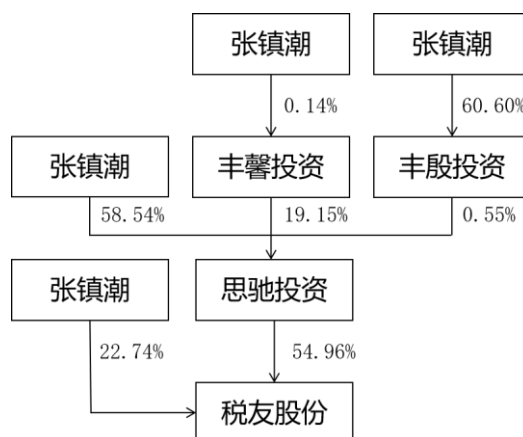 张镇潮 张镇潮
0.14% 60.60%
张镇潮 丰馨投资 丰殷投资
58.54% 19.15% 0.55%
张镇潮 思驰投资
22.74% 54.96%
税友股份